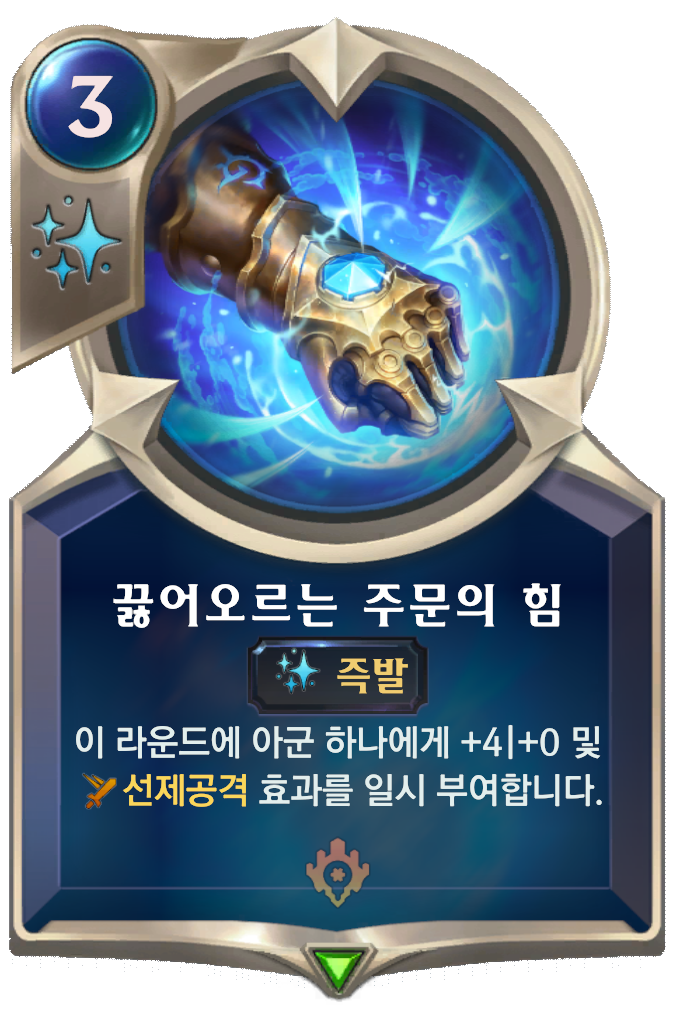 3
끓어오르는 주문의 힘
즉발
이 라운드에 아군 하나에게 +4|+0 및
선제공격 효과를 일시 부여합니다.